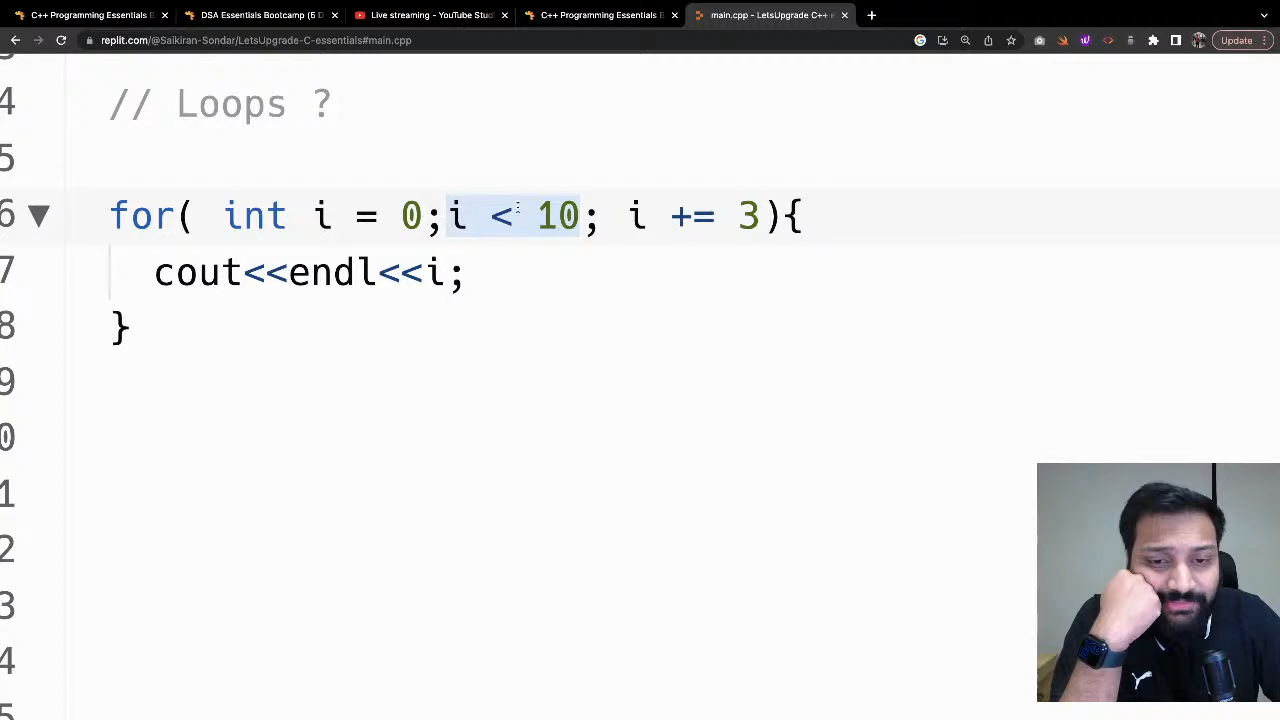 C++ Programming Essentials B
DSA Essentials Bootcamp (5 D
Live streaming - YouTube Stud
C++ Programming Essentials B
main.cpp - LetsUpgrade C++ e
replit.com/@Saikiran-Sondar/LetsUpgrade-C-essentials#main.cpp
Update
4 // Loops ?
5
6 for( int i = 0;i < 10; i += 3){
7 cout<<endl<<i;
8 }
9
0
1
2
3
4